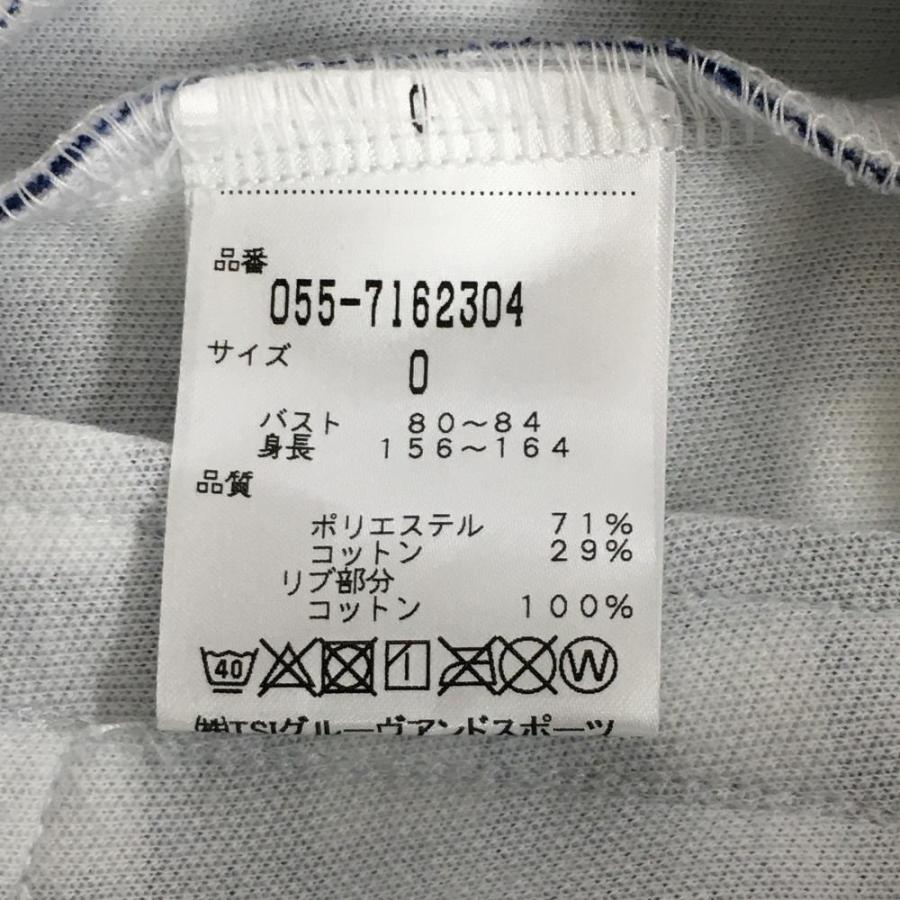 0
品番
055-7162304
サイズ
0
バスト 80～84
身長 156～164
品質
ポリエステル 71%
コットン 29%
リブ部分
コットン 100%
40 W
㈱TSIグルーヴアンドスポーツ